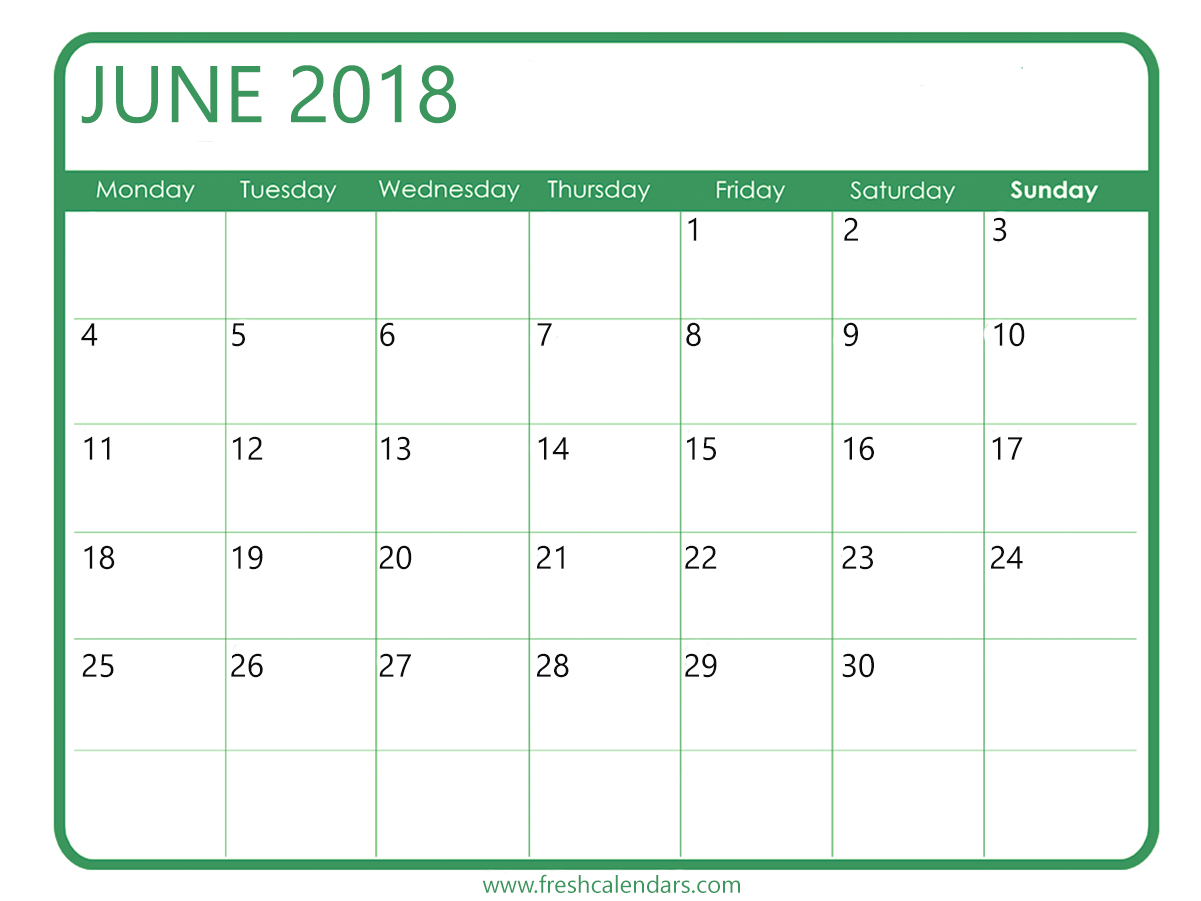 JUNE 2018
Monday Tuesday Wednesday Thursday Friday Saturday Sunday
1 2 3
4 5 6 7 8 9 10
11 12 13 14 15 16 17
18 19 20 21 22 23 24
25 26 27 28 29 30
www.freshcalendars.com